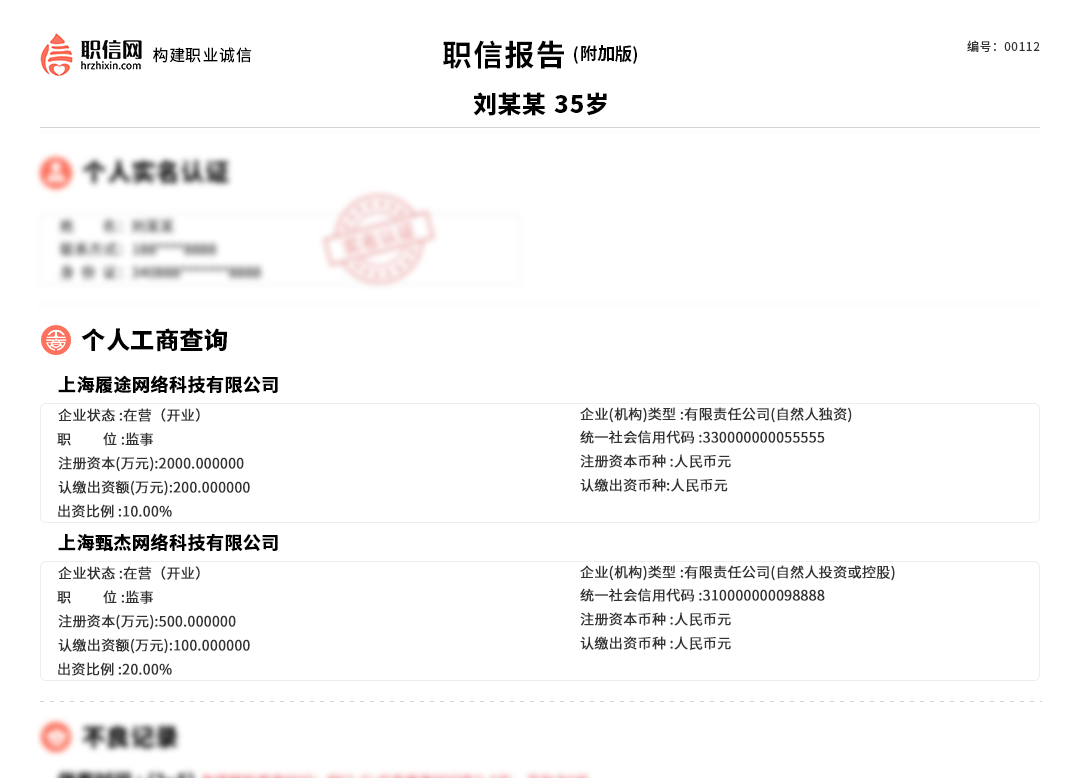 职信网
hrzhixin.com
构建职业诚信
职信报告 (附加版)
编号：00112
刘某某 35岁
个人实名认证
个人工商查询
上海履途网络科技有限公司
企业状态 :在营（开业）
企业(机构)类型 :有限责任公司(自然人独资)
职 位 :监事
统一社会信用代码 :330000000055555
注册资本(万元):2000.000000
注册资本币种 :人民币元
认缴出资额(万元):200.000000
认缴出资币种:人民币元
出资比例 :10.00%
上海甄杰网络科技有限公司
企业状态 :在营（开业）
企业(机构)类型 :有限责任公司(自然人投资或控股)
职 位 :监事
统一社会信用代码 :310000000098888
注册资本(万元):500.000000
注册资本币种 :人民币元
认缴出资额(万元):100.000000
认缴出资币种 :人民币元
出资比例 :20.00%
不良记录